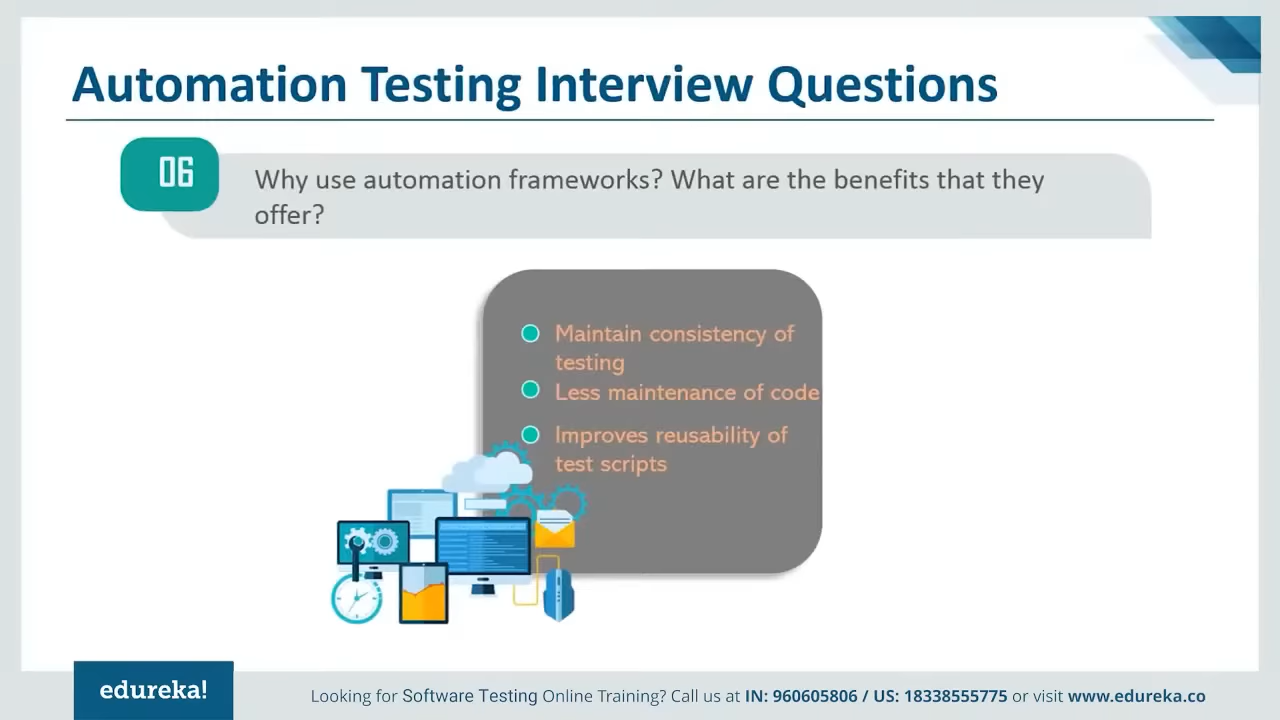 Automation Testing Interview Questions
06
Why use automation frameworks? What are the benefits that they
offer?
Maintain consistency of
testing
Less maintenance of code
Improves reusability of
test scripts
edureka!
Looking for Software Testing Online Training? Call us at IN: 960605806 / US: 18338555775 or visit www.edureka.co